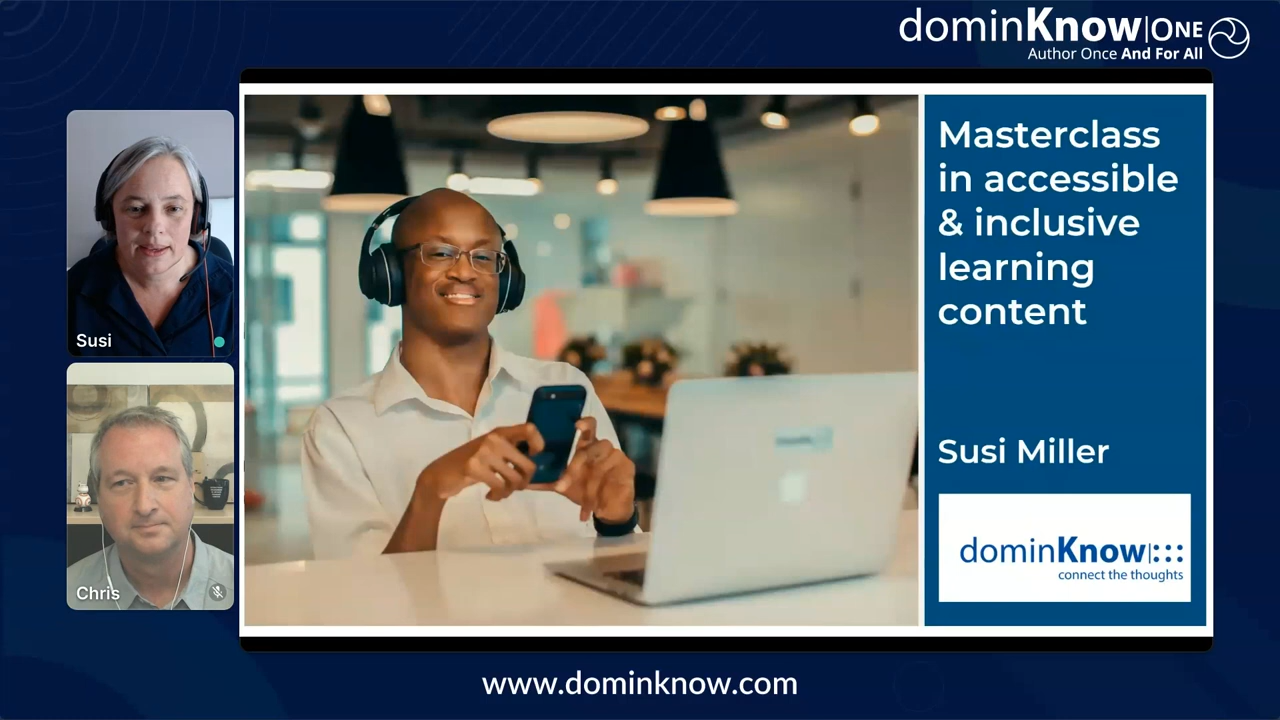 dominKnow|ONE
Author Once And For All
Susi
Chris
Masterclass
in accessible
& inclusive
learning
content
Susi Miller
dominKnow|:::
connect the thoughts
www.dominknow.com